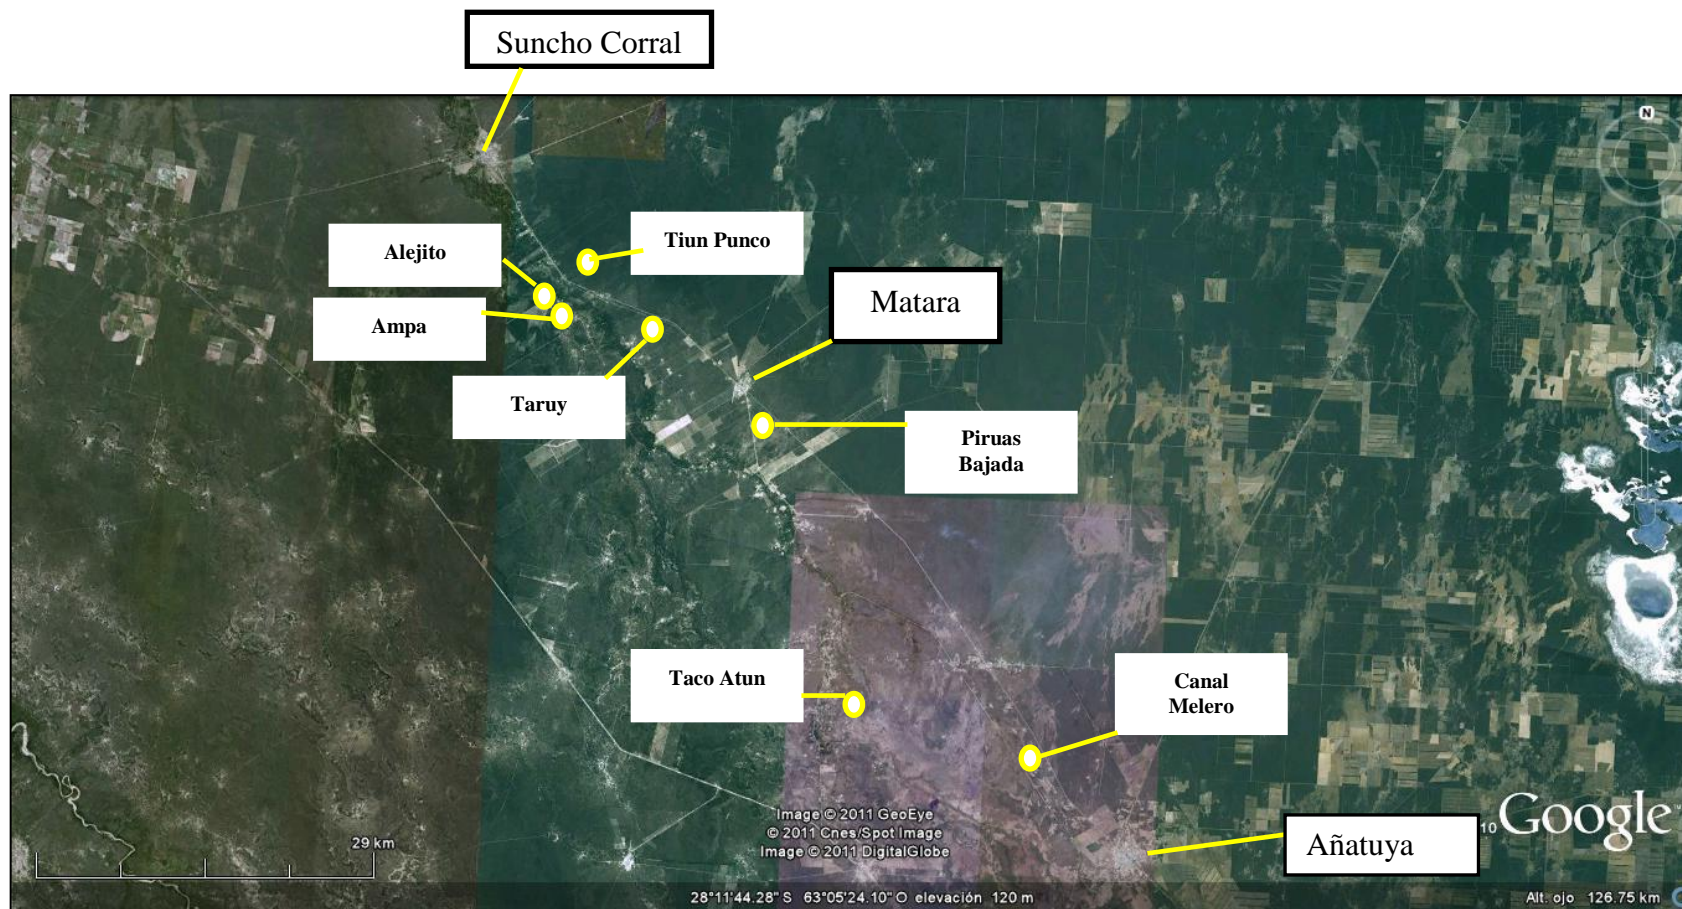 Suncho Corral
N
Tiun Punco
Alejito
Ampa
Matara
Taruy
Piruas
Bajada
Taco Atun
Canal
Melero
Image © 2011 GeoEye
© 2011 Cnes/Spot Image
Image © 2011 DigitalGlobe
29 km
10 Google
Añatuya
28°11'44.28" S 63°05'24.10" O elevación 120 m
Alt. ojo 126.75 km